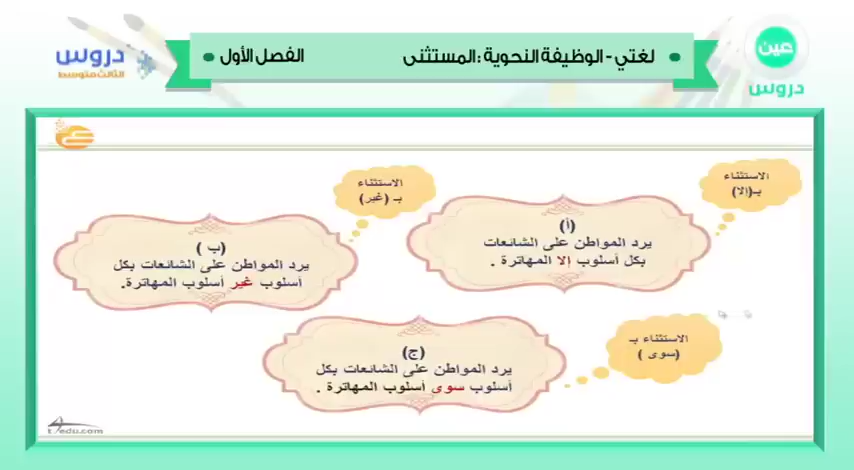 عين
دروس
لغتي - الوظيفة النحوية : المستثنى
الفصل الأول
دروس
الثالث متوسط
الاستثناء
بـ(إلا)
(أ)
يرد المواطن على الشائعات
بكل أسلوب إلا المهاترة .
الاستثناء
بـ (غير)
(ب )
يرد المواطن على الشائعات بكل
أسلوب غير أسلوب المهاترة.
الاستثناء بـ
(سوى )
(ج)
يرد المواطن على الشائعات بكل
أسلوب سوى أسلوب المهاترة .
t4edu.com